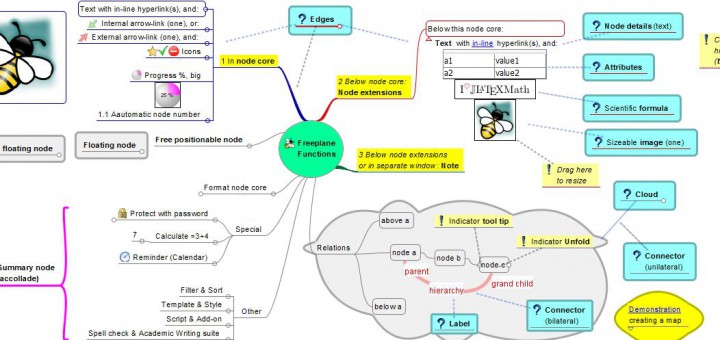 Text with in-line hyperlink(s), and:
Internal arrow-link (one), or:
External arrow-link (one), and:
Icons
Progress %, big
25 %
1.1 Aautomatic node number
1 In node core
Edges
2 Below node core:
Node extensions
Below this node core:
Text with in-line hyperlink(s), and:
a1 value1
a2 value2
I♡JLATEXMath
Node details (text)
Attributes
Scientific formula
Sizeable image (one)
Drag here
to resize
floating node
Floating node
Free positionable node
Freeplane
Functions
3 Below node extensions
or in separate window: Note
Format node core
Protect with password
7 Calculate =3+4
Reminder (Calendar)
Special
Summary node
(accollade)
Filter & Sort
Template & Style
Script & Add-on
Spell check & Academic Writing suite
Other
Relations
above a
node a
node b
node c
below a
parent
hierarchy
grand child
Indicator tool tip
Indicator Unfold
Cloud
Connector
(unilateral)
Connector
(bilateral)
Label
Demonstration
creating a map